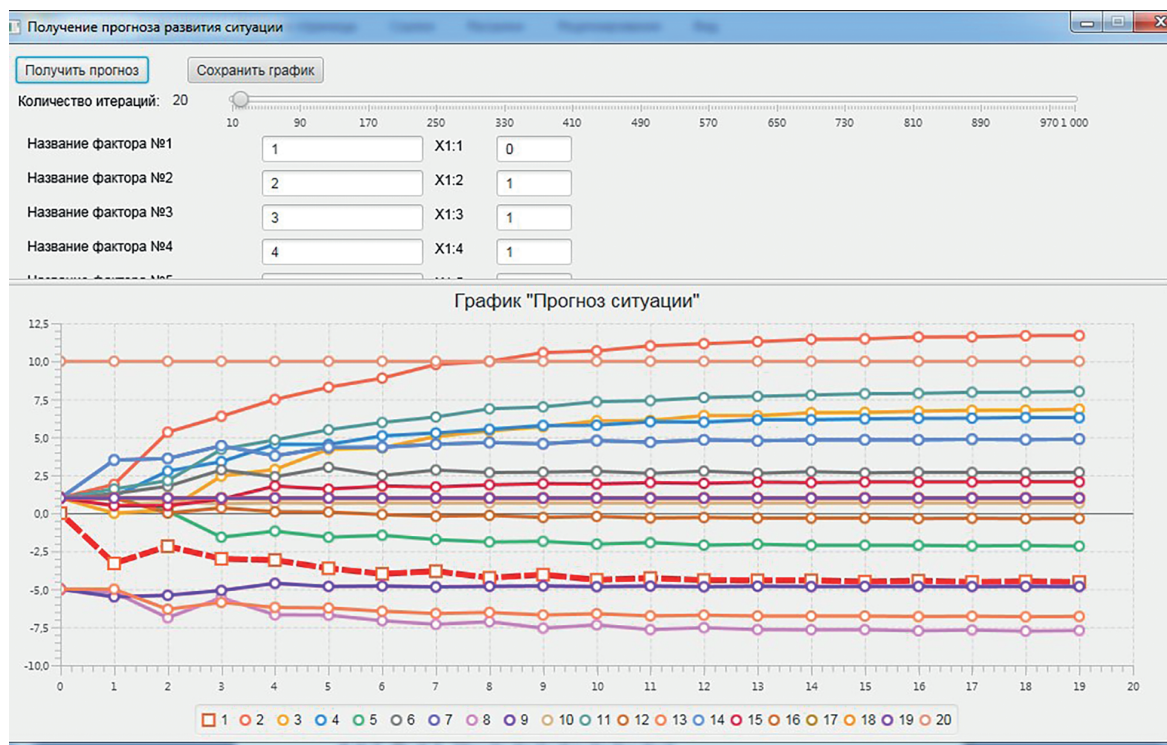 Получение прогноза развития ситуации
Получить прогноз Сохранить график
Количество итераций: 20
10 90 170 250 330 410 490 570 650 730 810 890 970 1 000
Название фактора №1 1 X1:1 0
Название фактора №2 2 X1:2 1
Название фактора №3 3 X1:3 1
Название фактора №4 4 X1:4 1
График "Прогноз ситуации"
12,5
10,0
7,5
5,0
2,5
0,0
-2,5
-5,0
-7,5
-10,0
0 1 2 3 4 5 6 7 8 9 10 11 12 13 14 15 16 17 18 19 20
1 2 3 4 5 6 7 8 9 10 11 12 13 14 15 16 17 18 19 20